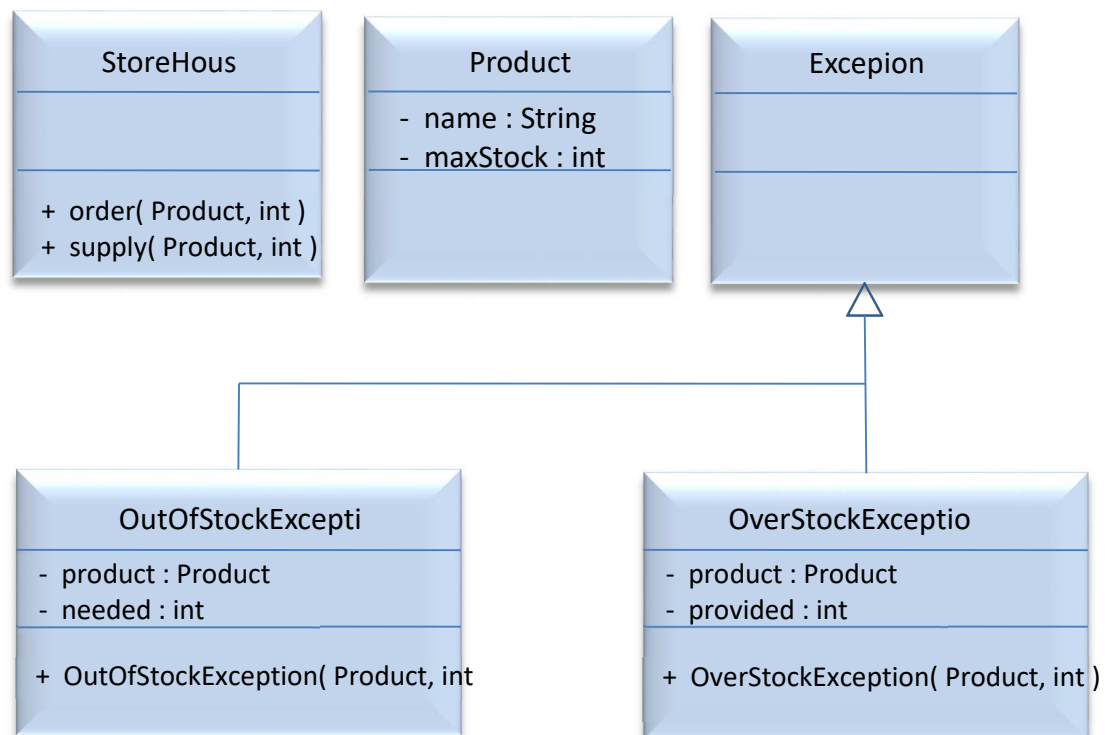 StoreHous
+ order( Product, int )
+ supply( Product, int )
Product
- name : String
- maxStock : int
Excepion
OutOfStockExcepti
- product : Product
- needed : int
+ OutOfStockException( Product, int
OverStockExceptio
- product : Product
- provided : int
+ OverStockException( Product, int )